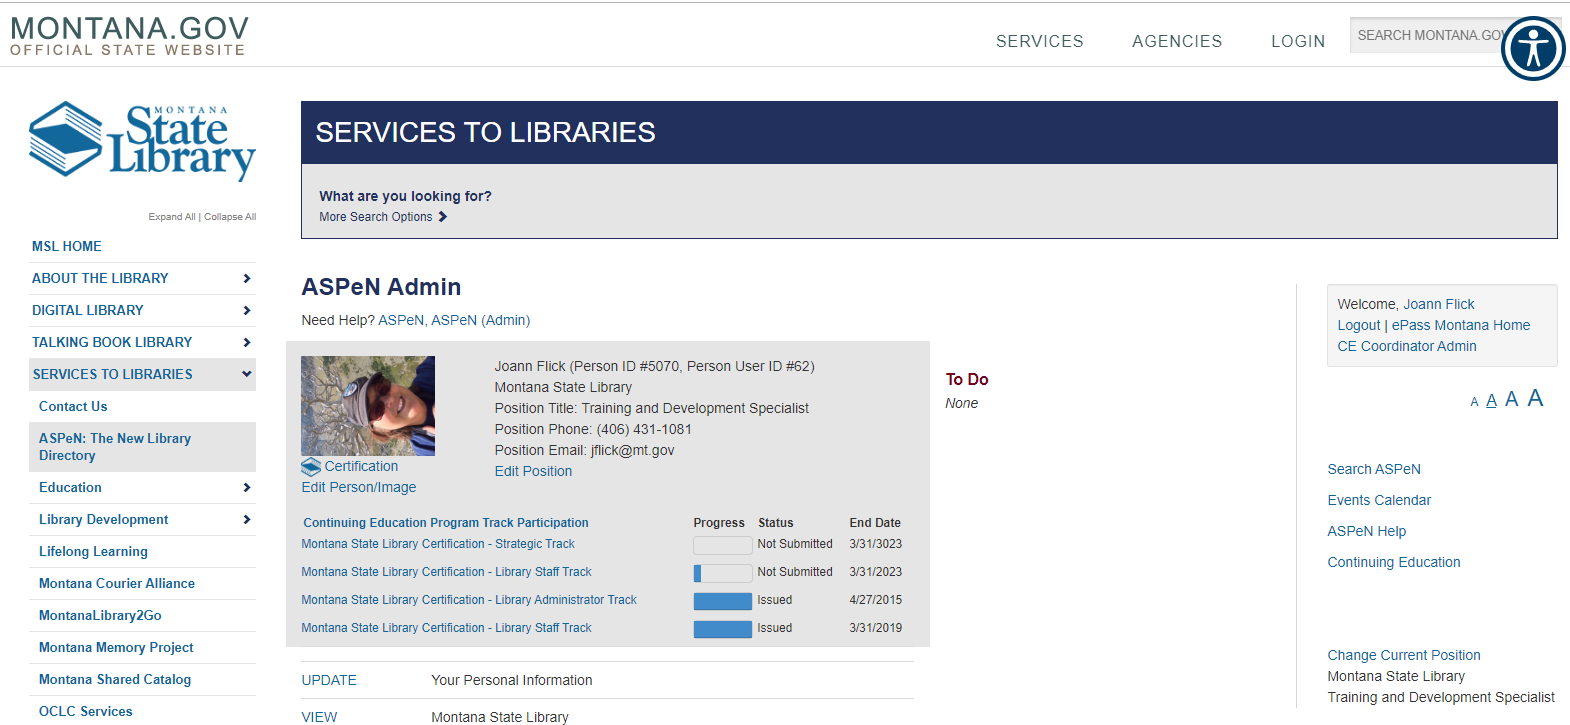 MONTANA.GOV
OFFICIAL STATE WEBSITE
SERVICES
AGENCIES
LOGIN
SEARCH MONTANA.GOV
MONTANA
State
Library
Expand All | Collapse All
MSL HOME
ABOUT THE LIBRARY
DIGITAL LIBRARY
TALKING BOOK LIBRARY
SERVICES TO LIBRARIES
Contact Us
ASPeN: The New Library
Directory
Education
Library Development
Lifelong Learning
Montana Courier Alliance
MontanaLibrary2Go
Montana Memory Project
Montana Shared Catalog
OCLC Services
SERVICES TO LIBRARIES
What are you looking for?
More Search Options
ASPeN Admin
Need Help? ASPeN, ASPeN (Admin)
Certification
Edit Person/Image
Joann Flick (Person ID #5070, Person User ID #62)
Montana State Library
Position Title: Training and Development Specialist
Position Phone: (406) 431-1081
Position Email: jflick@mt.gov
Edit Position
Continuing Education Program Track Participation Progress Status End Date
Montana State Library Certification - Strategic Track Not Submitted 3/31/3023
Montana State Library Certification - Library Staff Track Not Submitted 3/31/2023
Montana State Library Certification - Library Administrator Track Issued 4/27/2015
Montana State Library Certification - Library Staff Track Issued 3/31/2019
UPDATE Your Personal Information
VIEW Montana State Library
To Do
None
Welcome, Joann Flick
Logout | ePass Montana Home
CE Coordinator Admin
A A A A
Search ASPeN
Events Calendar
ASPeN Help
Continuing Education
Change Current Position
Montana State Library
Training and Development Specialist